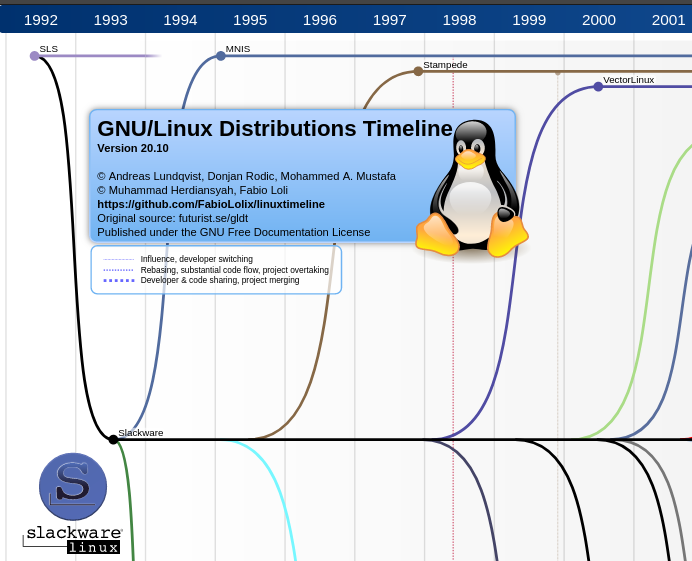 1992 1993 1994 1995 1996 1997 1998 1999 2000 2001
SLS
MNIS
Stampede
VectorLinux
GNU/Linux Distributions Timeline
Version 20.10
© Andreas Lundqvist, Donjan Rodic, Mohammed A. Mustafa
© Muhammad Herdiansyah, Fabio Loli
https://github.com/FabioLolix/linuxtimeline
Original source: futurist.se/gldt
Published under the GNU Free Documentation License
Influence, developer switching
Rebasing, substantial code flow, project overtaking
Developer & code sharing, project merging
Slackware
S
slackware
linux